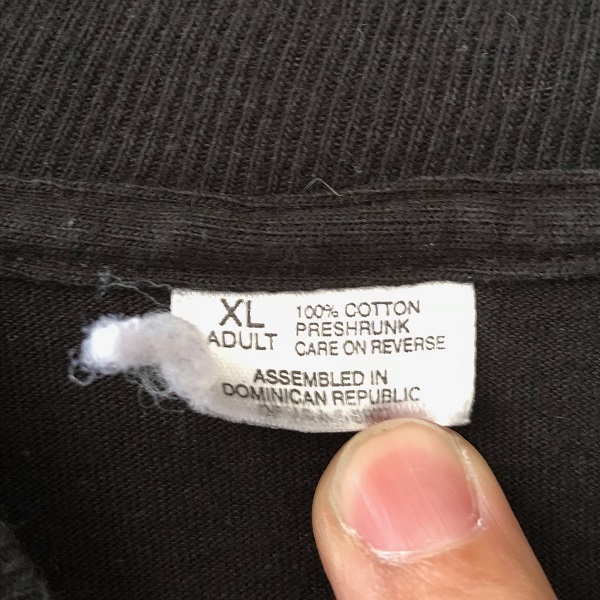 XL
ADULT
100% COTTON
PRESHRUNK
CARE ON REVERSE
ASSEMBLED IN
DOMINICAN REPUBLIC